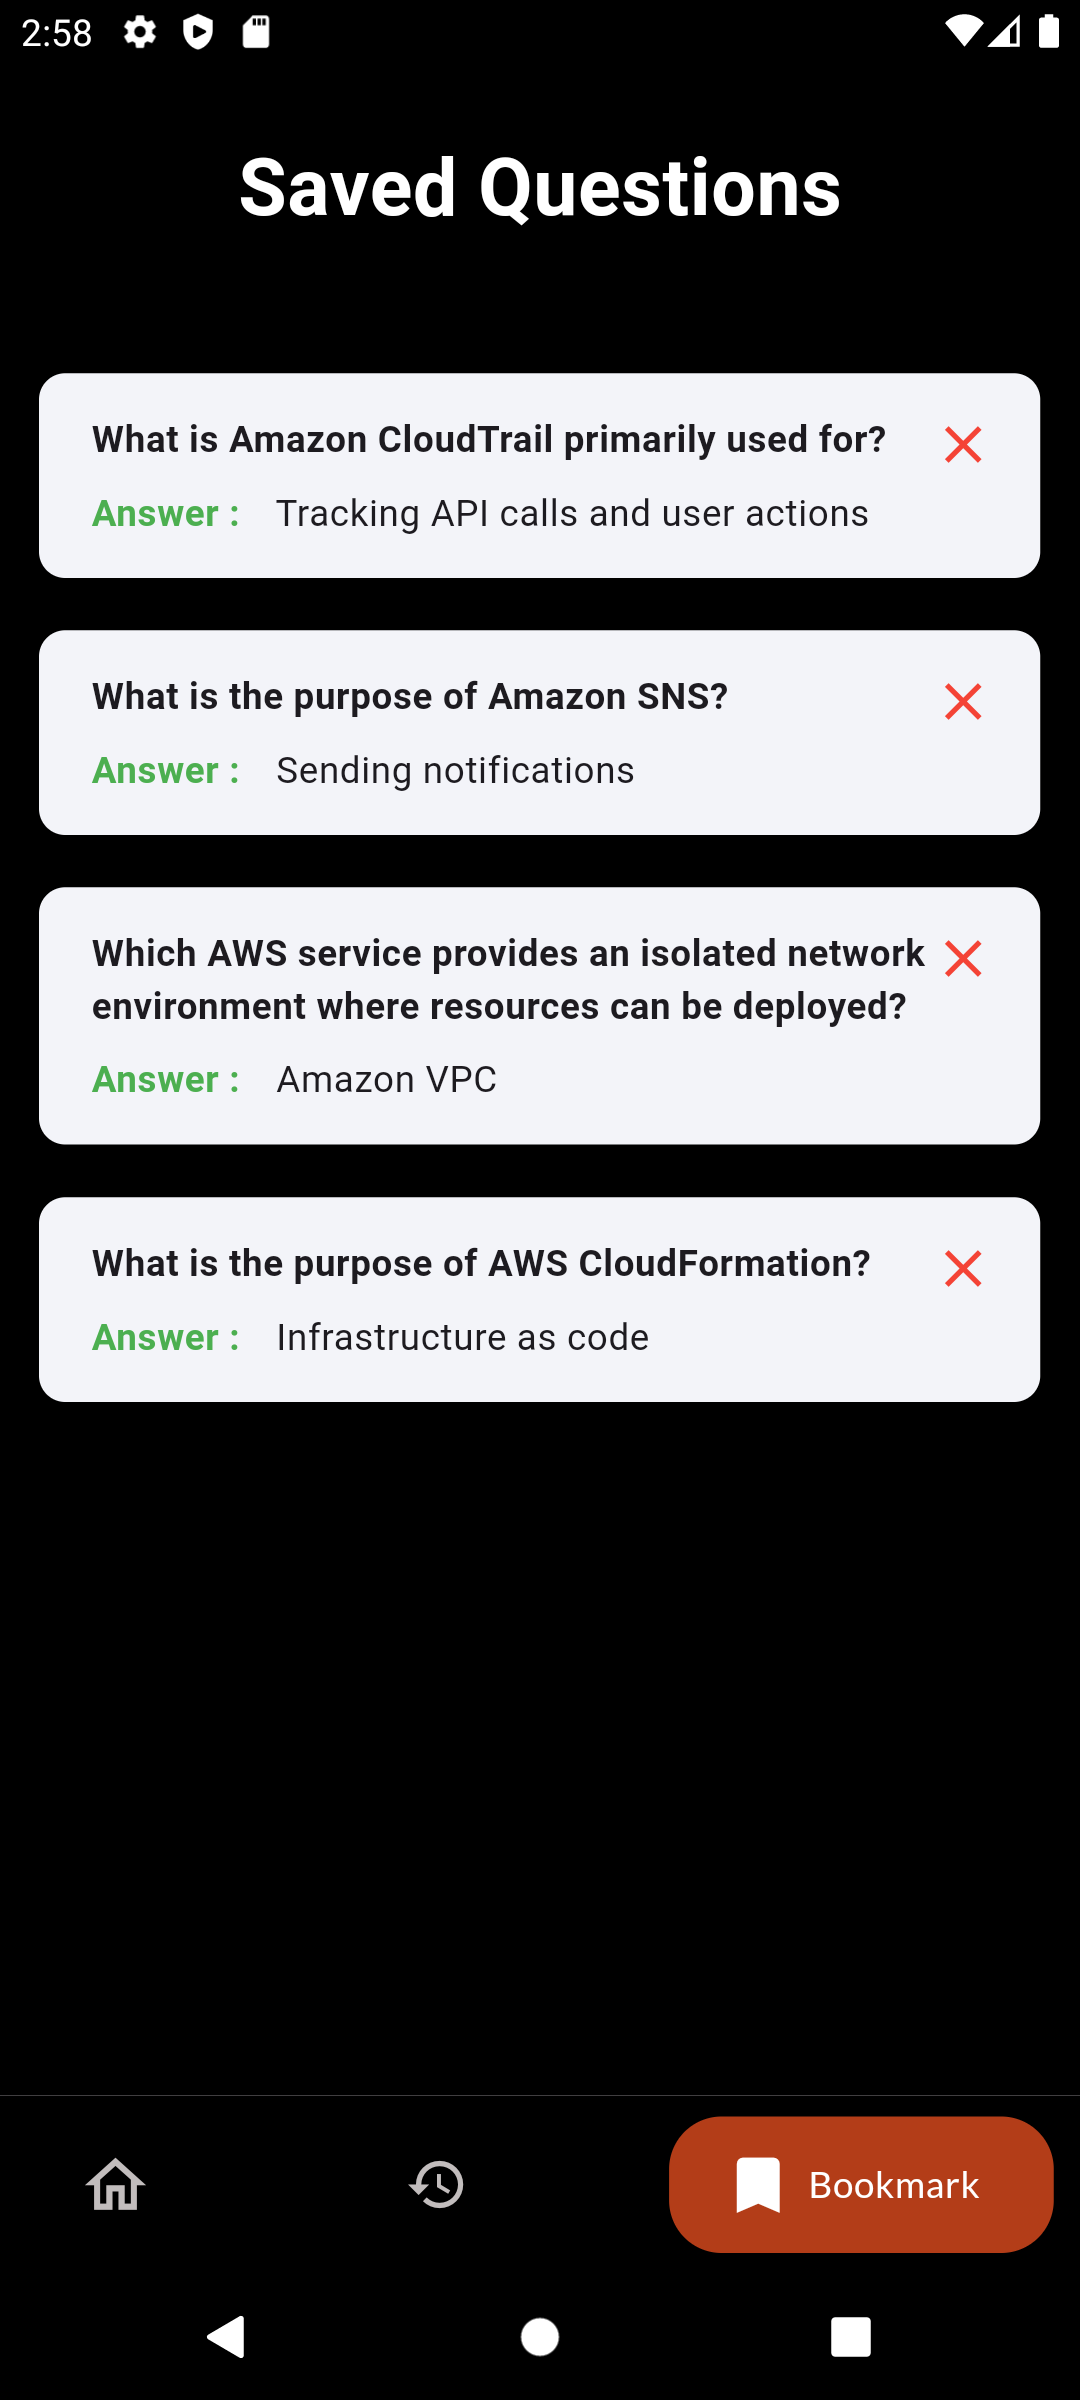 2:58
Saved Questions
What is Amazon CloudTrail primarily used for?
Answer : Tracking API calls and user actions
What is the purpose of Amazon SNS?
Answer : Sending notifications
Which AWS service provides an isolated network
environment where resources can be deployed?
Answer : Amazon VPC
What is the purpose of AWS CloudFormation?
Answer : Infrastructure as code
Bookmark